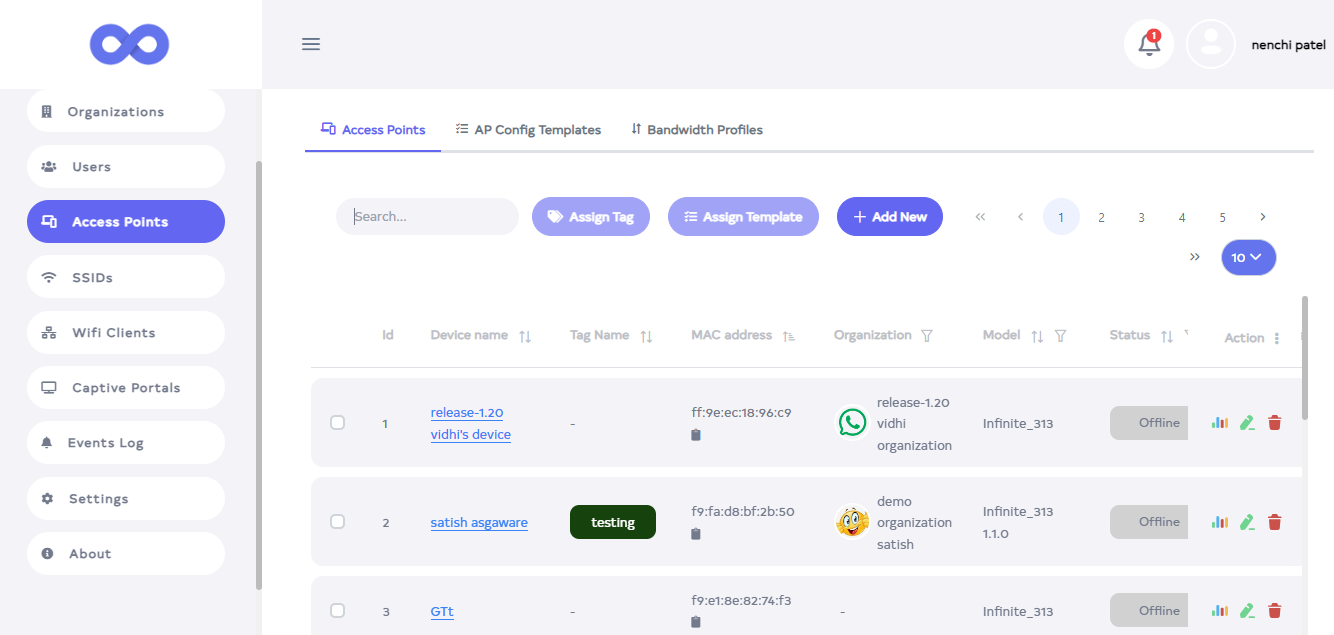 1
nenchi patel
Organizations
Users
Access Points
SSIDs
Wifi Clients
Captive Portals
Events Log
Settings
About
Access Points
AP Config Templates
Bandwidth Profiles
Search...
Assign Tag
Assign Template
+ Add New
<< < 1 2 3 4 5 >
>> 10
Id Device name Tag Name MAC address Organization Model Status Action
1 release-1.20 vidhi's device - ff:9e:ec:18:96:c9 release-1.20 vidhi organization Infinite_313 Offline
2 satish asgaware testing f9:fa:d8:bf:2b:50 demo organization satish Infinite_313 1.1.0 Offline
3 GTt - f9:e1:8e:82:74:f3 - Infinite_313 Offline